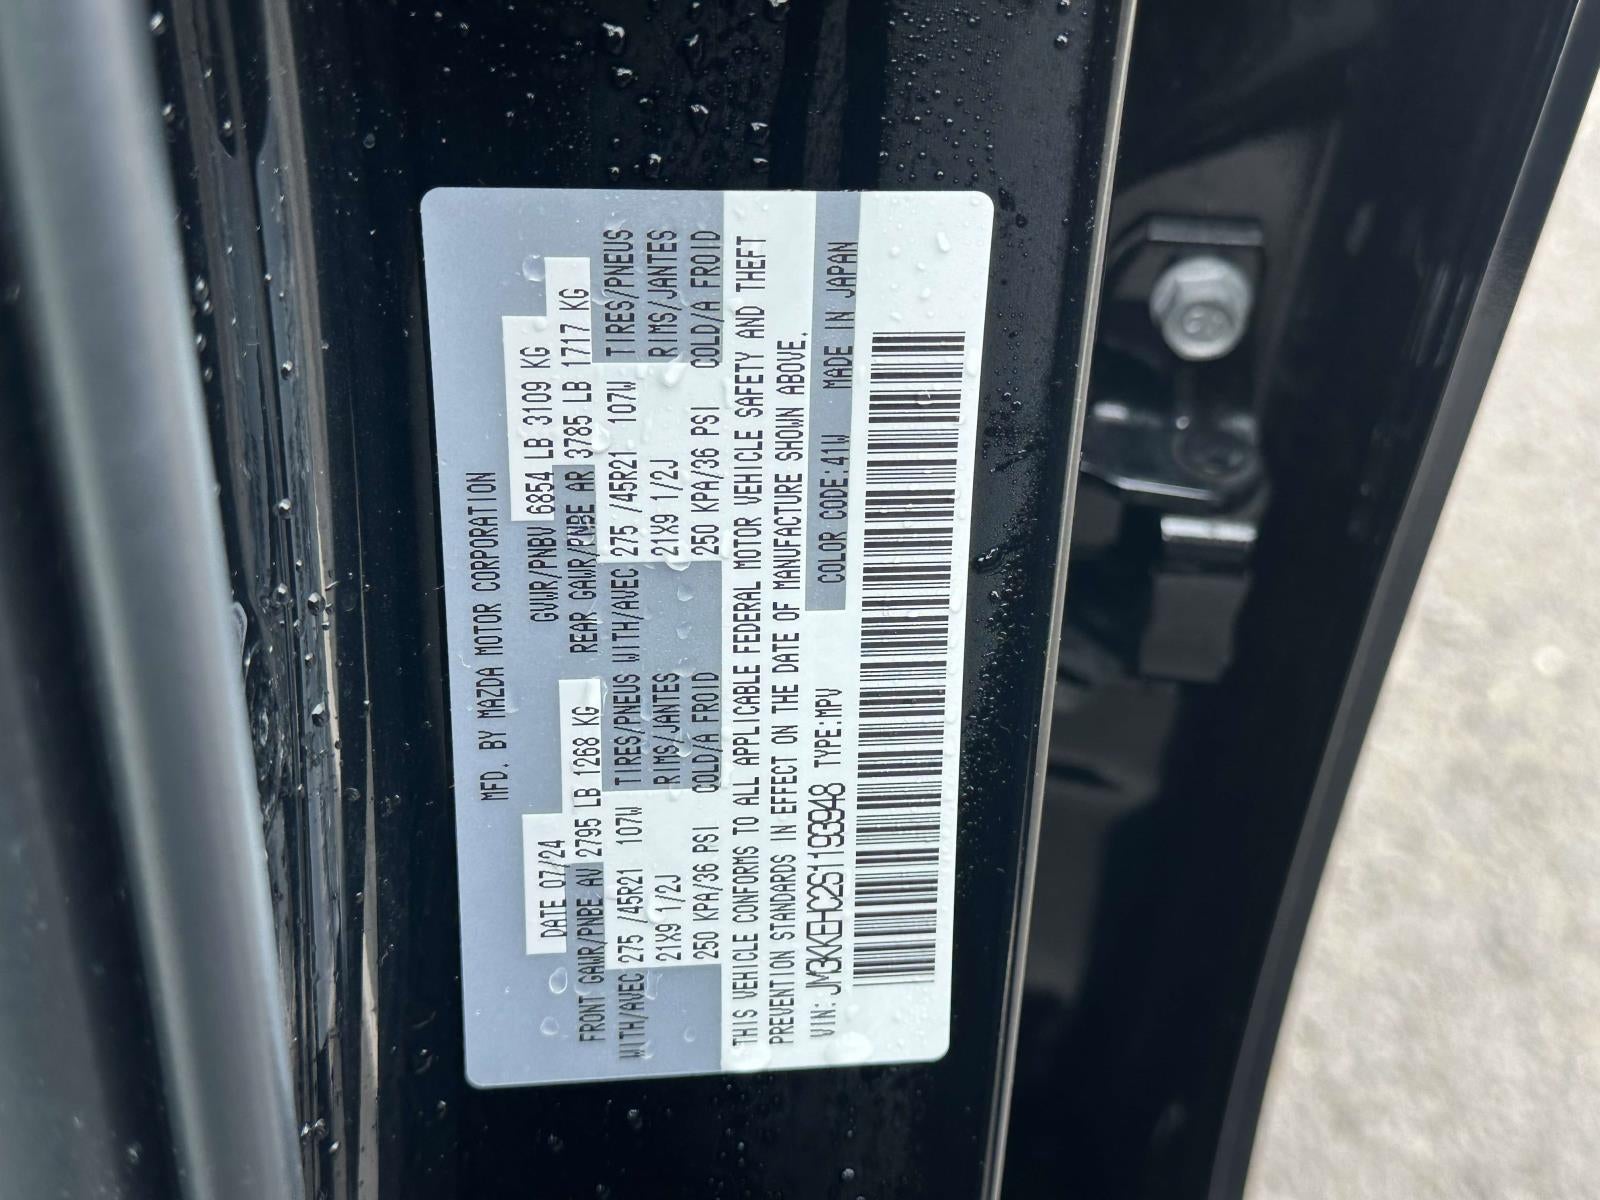 MFD. BY MAZDA MOTOR CORPORATION
DATE 07/24 GVWR/PNBV 6854 LB 3109 KG
FRONT GAWR/PNBE AV 2795 LB 1268 KG REAR GAWR/PNBE AR 3785 LB 1717 KG
WITH/AVEC 275 /45R21 107W TIRES/PNEUS WITH/AVEC 275 /45R21 107W TIRES/PNEUS
21X9 1/2J RIMS/JANTES 21X9 1/2J RIMS/JANTES
250 KPA/36 PSI COLD/A FROID 250 KPA/36 PSI COLD/A FROID
THIS VEHICLE CONFORMS TO ALL APPLICABLE FEDERAL MOTOR VEHICLE SAFETY AND THEFT
PREVENTION STANDARDS IN EFFECT ON THE DATE OF MANUFACTURE SHOWN ABOVE.
VIN: JM3KKEHC2S1193948 TYPE:MPV COLOR CODE:41W MADE IN JAPAN